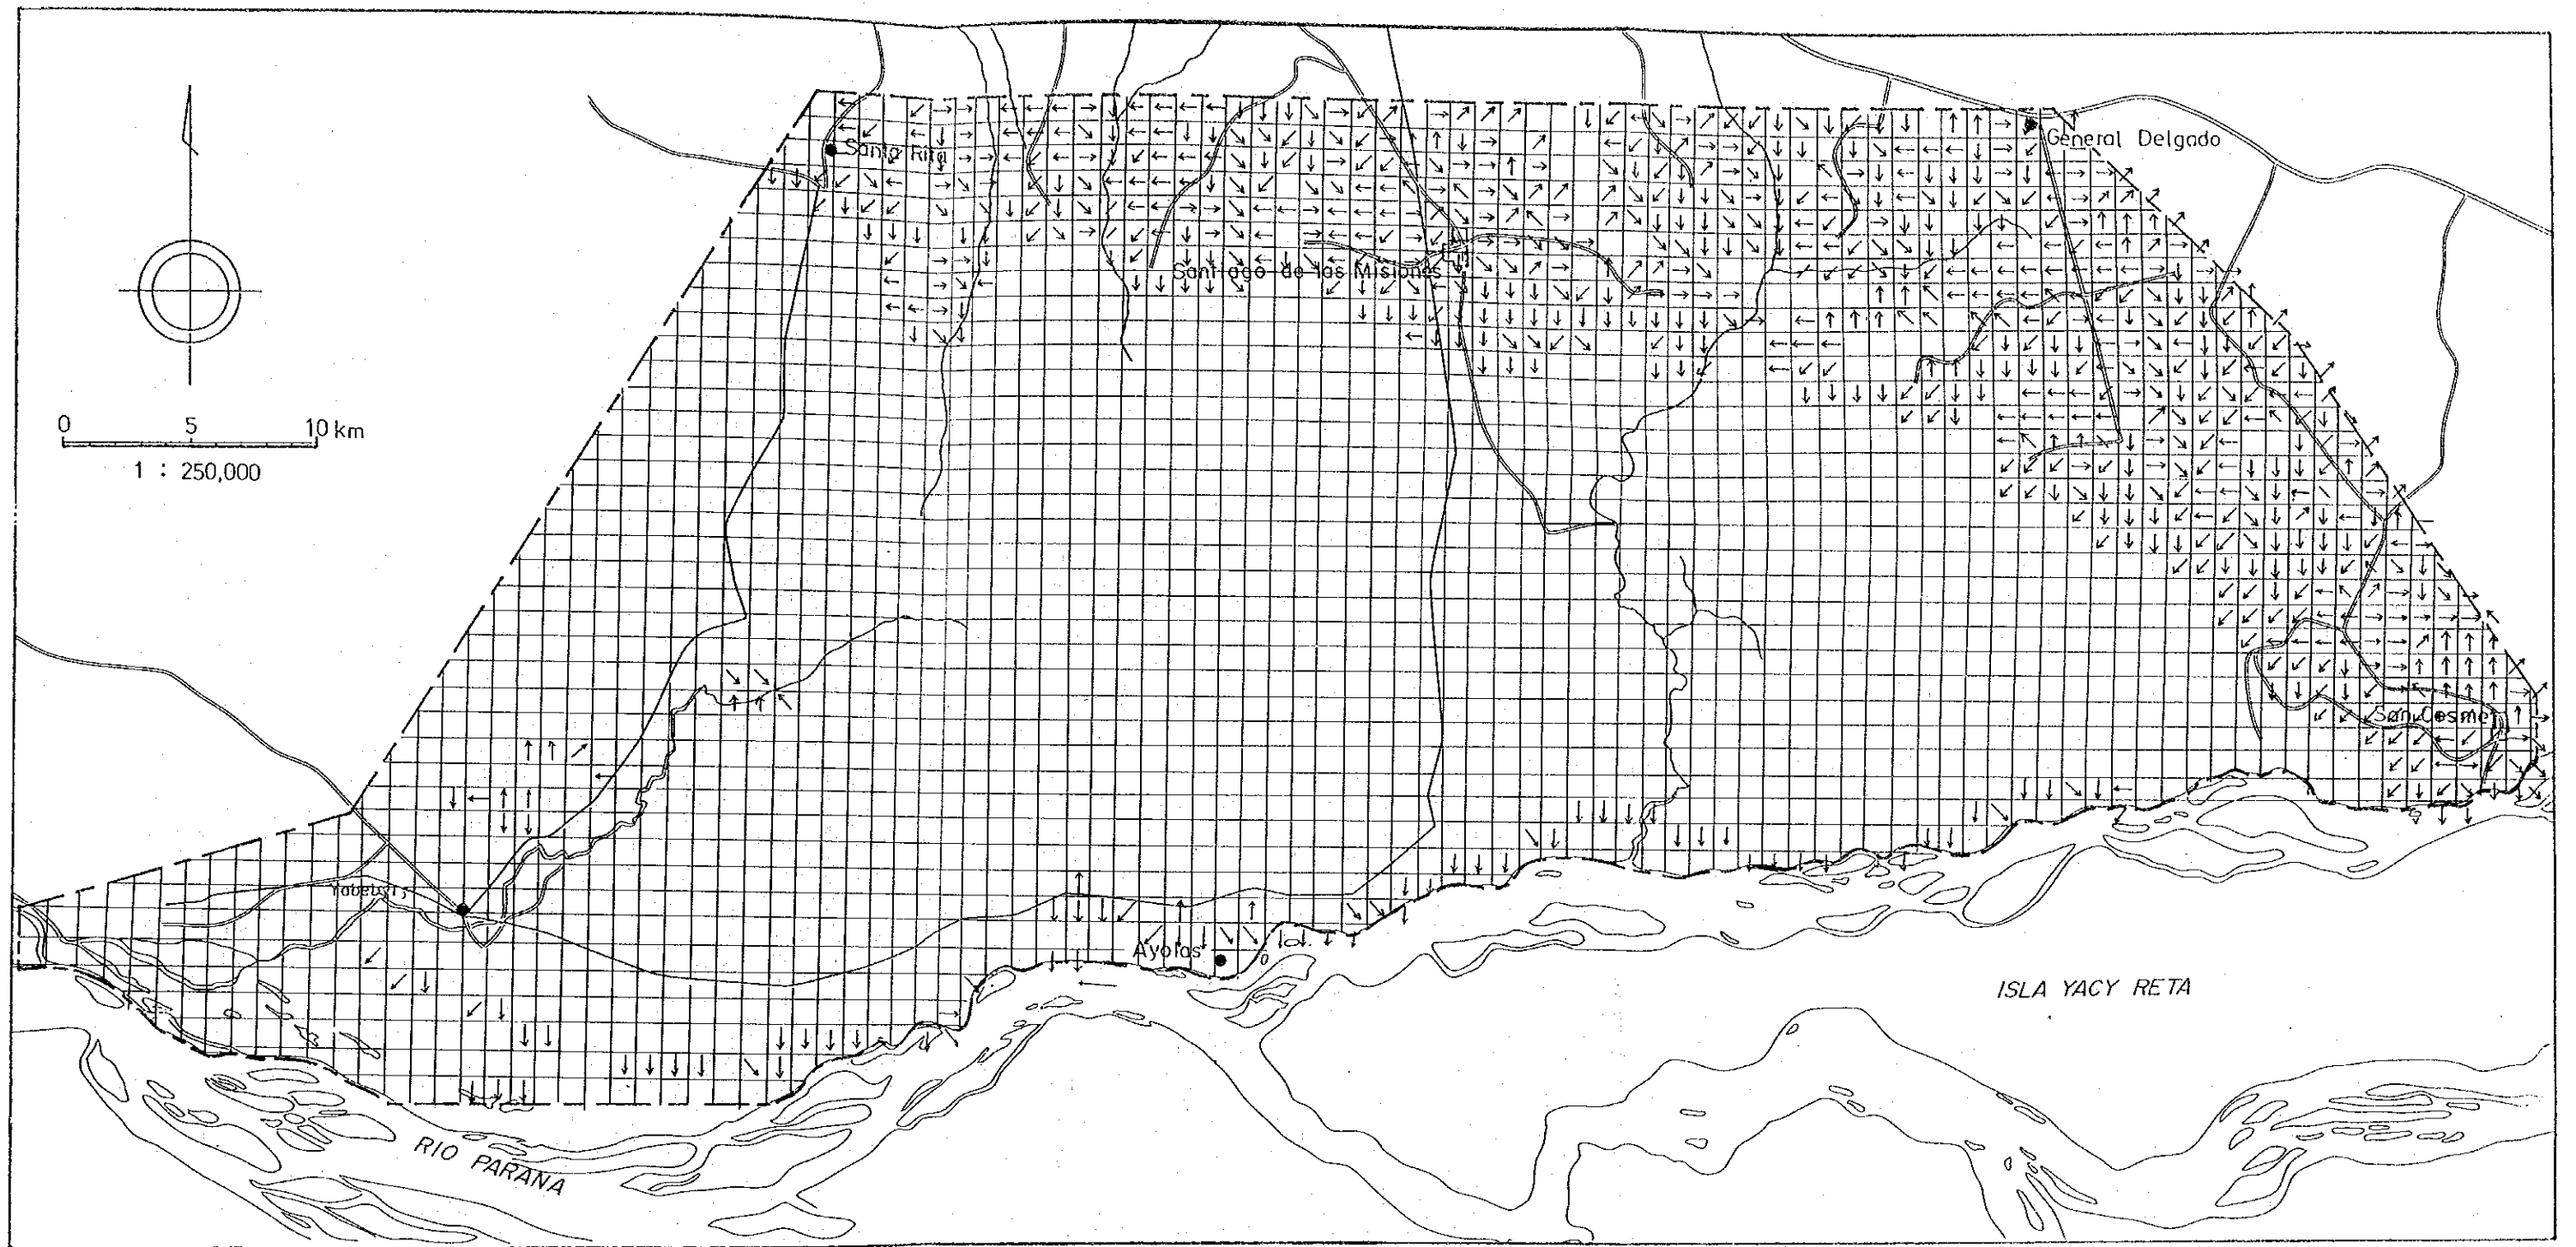 General Delgado
Santa Rita
Santiago de las Misiones
0 5 10 km
1 : 250,000
San Cosme
Yabebyry
Ayolas
ISLA YACY RETA
RIO PARANA